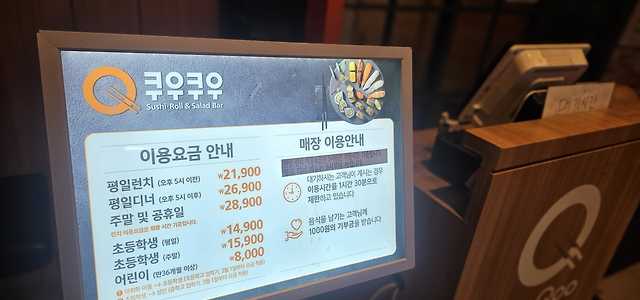 쿠우쿠우
Sushi·Roll & Salad Bar
이용요금 안내
평일런치 (오후 5시 이전) ₩21,900
평일디너 (오후 5시 이후) ₩26,900
주말 및 공휴일 ₩28,900
초등학생 (평일) ₩14,900
초등학생 (주말) ₩15,900
어린이 (만36개월 이상) ₩8,000
매장 이용안내
대기하시는 고객님이 계시는 경우
이용시간을 1시간 30분으로
제한하고 있습니다
음식을 남기는 고객님께
1000원의 기부금을 받습니다
QOO